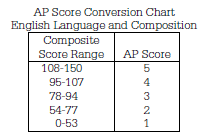 AP Score Conversion Chart
English Language and Composition
Composite
Score Range AP Score
108-150 5
95-107 4
78-94 3
54-77 2
0-53 1